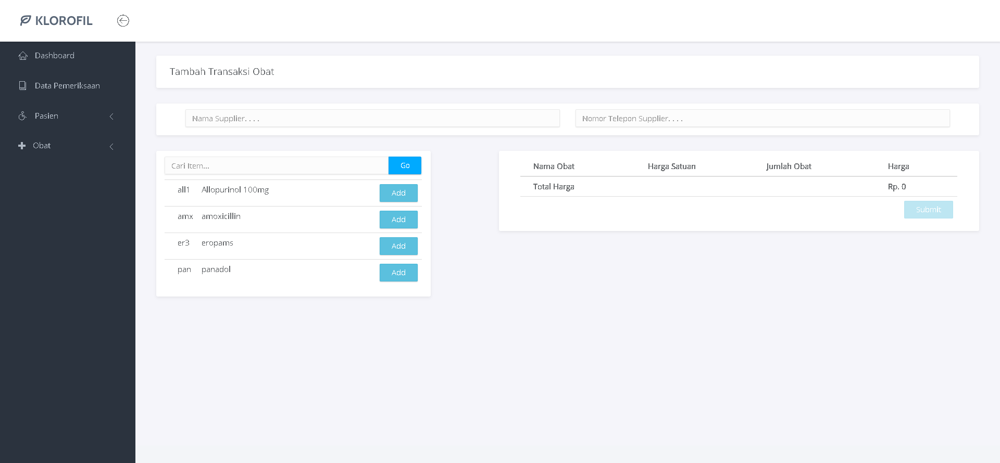 KLOROFIL
Dashboard
Data Pemeriksaan
Pasien
Obat
Tambah Transaksi Obat
Nama Supplier. . . .
Nomor Telepon Supplier. . . .
Cari Item...
Go
all1 Allopurinol 100mg Add
amx amoxicillin Add
er3 eropams Add
pan panadol Add
Nama Obat Harga Satuan Jumlah Obat Harga
Total Harga Rp. 0
Submit